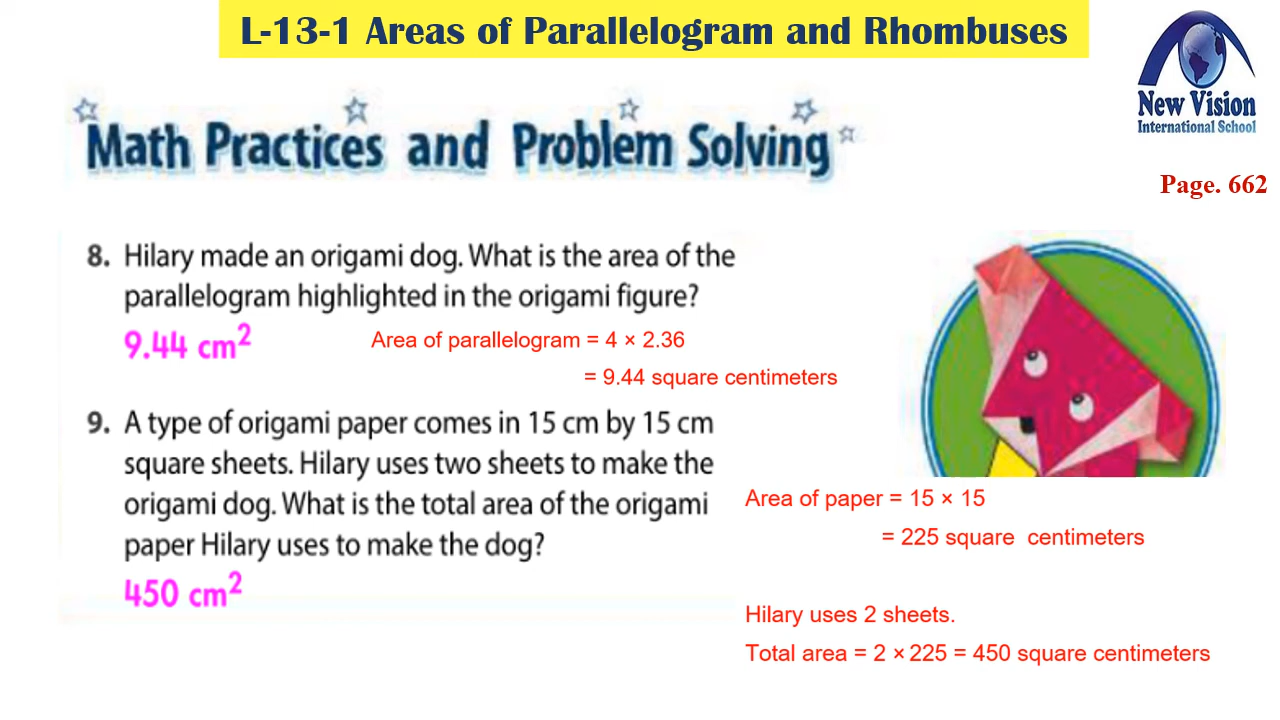 L-13-1 Areas of Parallelogram and Rhombuses
New Vision
International School
Math Practices and Problem Solving
Page. 662
8. Hilary made an origami dog. What is the area of the
parallelogram highlighted in the origami figure?
9.44 cm²
Area of parallelogram = 4 × 2.36
= 9.44 square centimeters
9. A type of origami paper comes in 15 cm by 15 cm
square sheets. Hilary uses two sheets to make the
origami dog. What is the total area of the origami
paper Hilary uses to make the dog?
450 cm²
Area of paper = 15 × 15
= 225 square centimeters
Hilary uses 2 sheets.
Total area = 2 × 225 = 450 square centimeters